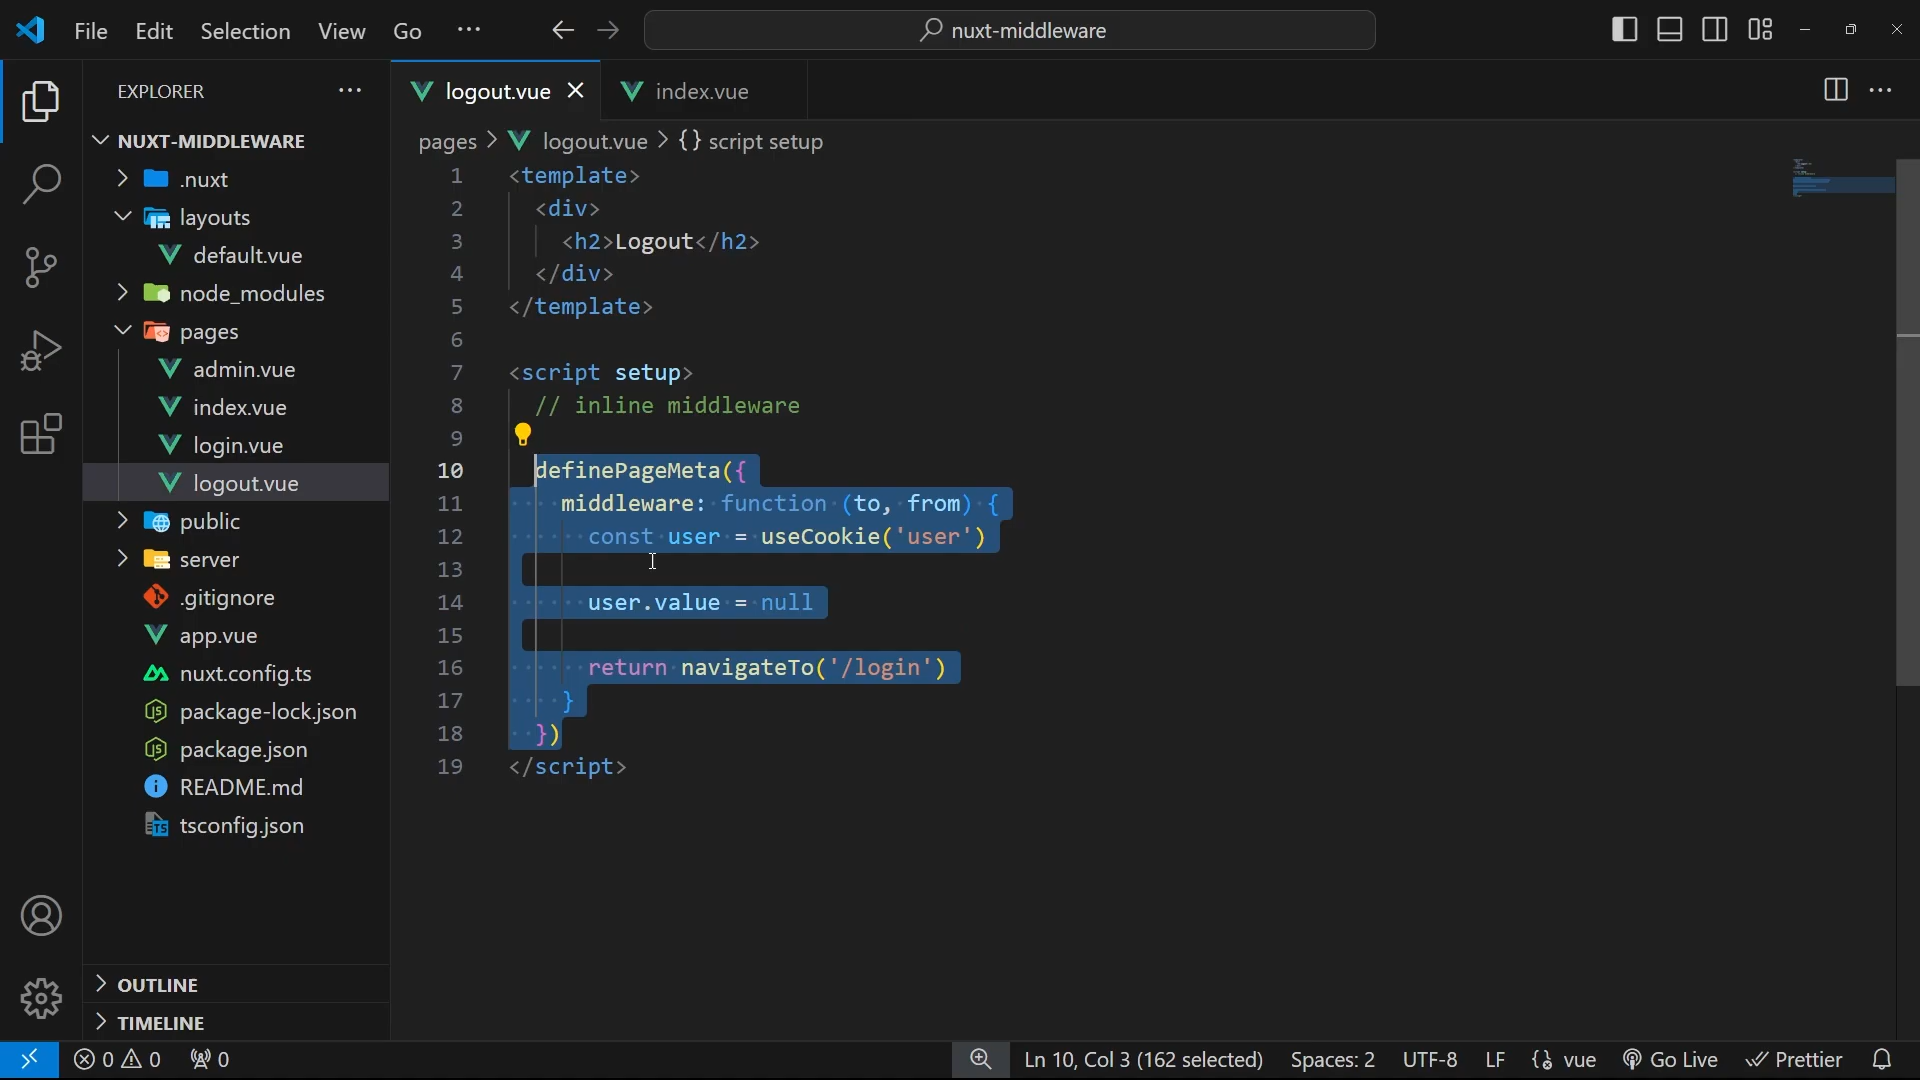 File Edit Selection View Go ···
nuxt-middleware
EXPLORER ···
NUXT-MIDDLEWARE
.nuxt
layouts
default.vue
node_modules
pages
admin.vue
index.vue
login.vue
logout.vue
public
server
.gitignore
app.vue
nuxt.config.ts
package-lock.json
package.json
README.md
tsconfig.json
OUTLINE
TIMELINE
logout.vue index.vue
pages > logout.vue > {} script setup
1 <template>
2 <div>
3 <h2>Logout</h2>
4 </div>
5 </template>
6
7 <script setup>
8 // inline middleware
9
10 definePageMeta({
11 middleware: function (to, from) {
12 const user = useCookie('user')
13
14 user.value = null
15
16 return navigateTo('/login')
17 }
18 })
19 </script>
0 0 0 Ln 10, Col 3 (162 selected) Spaces: 2 UTF-8 LF vue Go Live Prettier